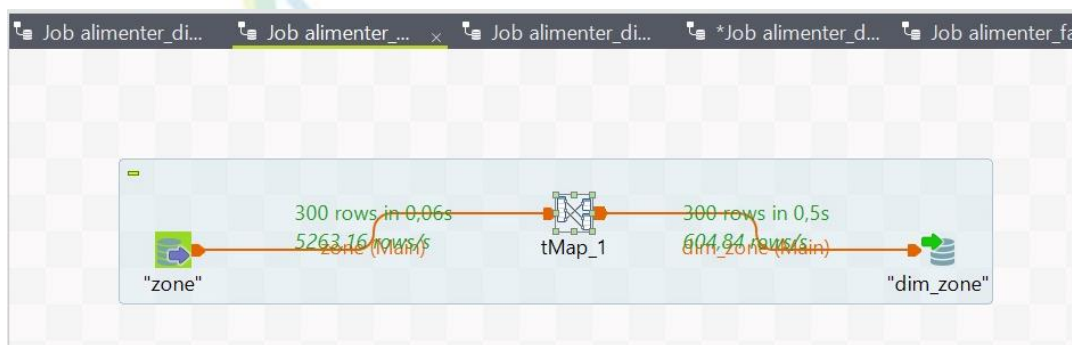 Job alimenter_di...
Job alimenter_...
Job alimenter_di...
*Job alimenter_d...
Job alimenter_fa
300 rows in 0,06s
5263,16 rows/s
zone (Main)
"zone"
tMap_1
300 rows in 0,5s
604,84 rows/s
dim_zone (Main)
"dim_zone"